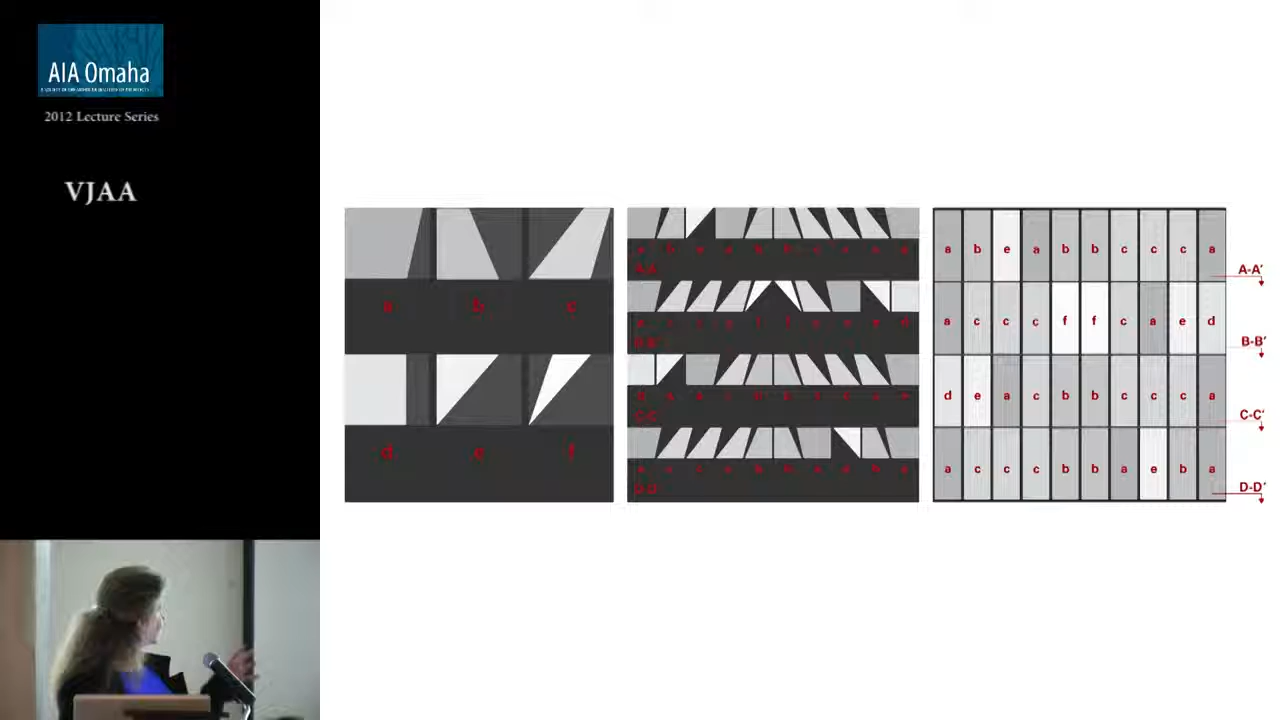 AIA Omaha
2012 Lecture Series
VJAA
a b c
d e f
A-A'
B-B'
C-C'
D-D'
a b e a b b c c c a
A-A'
a c c c f f c a e d
B-B'
d e a c b b c c c a
C-C'
a c c c b b a e b a
D-D'